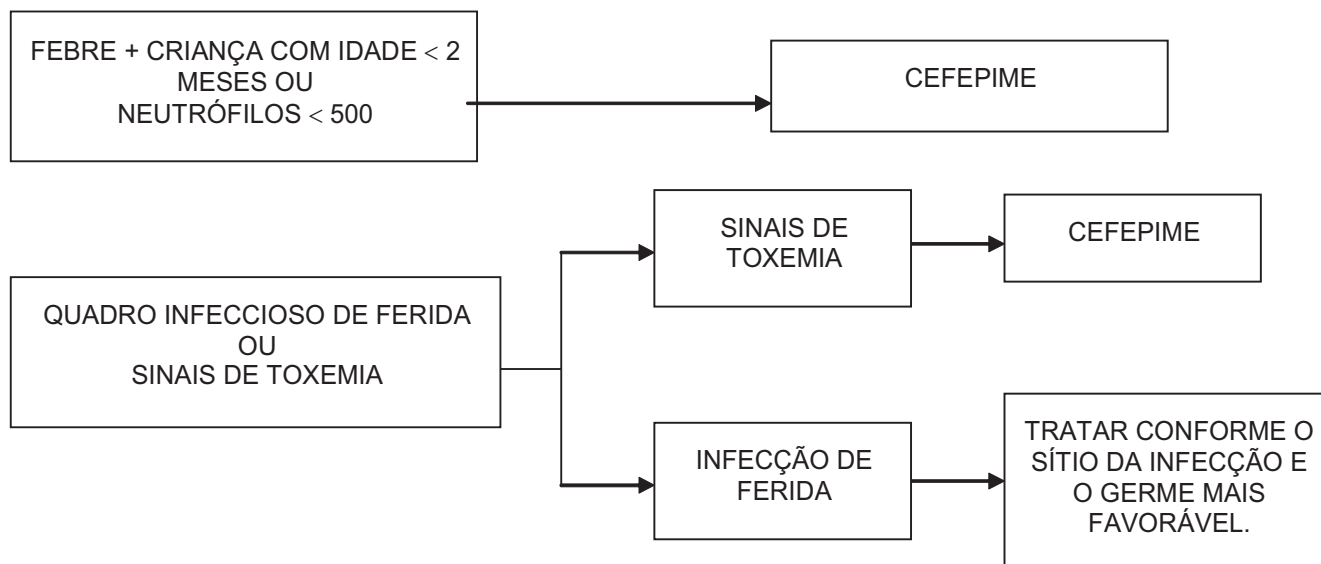 FEBRE + CRIANÇA COM IDADE < 2
MESES OU
NEUTRÓFILOS < 500
CEFEPIME
SINAIS DE
TOXEMIA
CEFEPIME
QUADRO INFECCIOSO DE FERIDA
OU
SINAIS DE TOXEMIA
INFECÇÃO DE
FERIDA
TRATAR CONFORME O
SÍTIO DA INFECÇÃO E
O GERME MAIS
FAVORÁVEL.